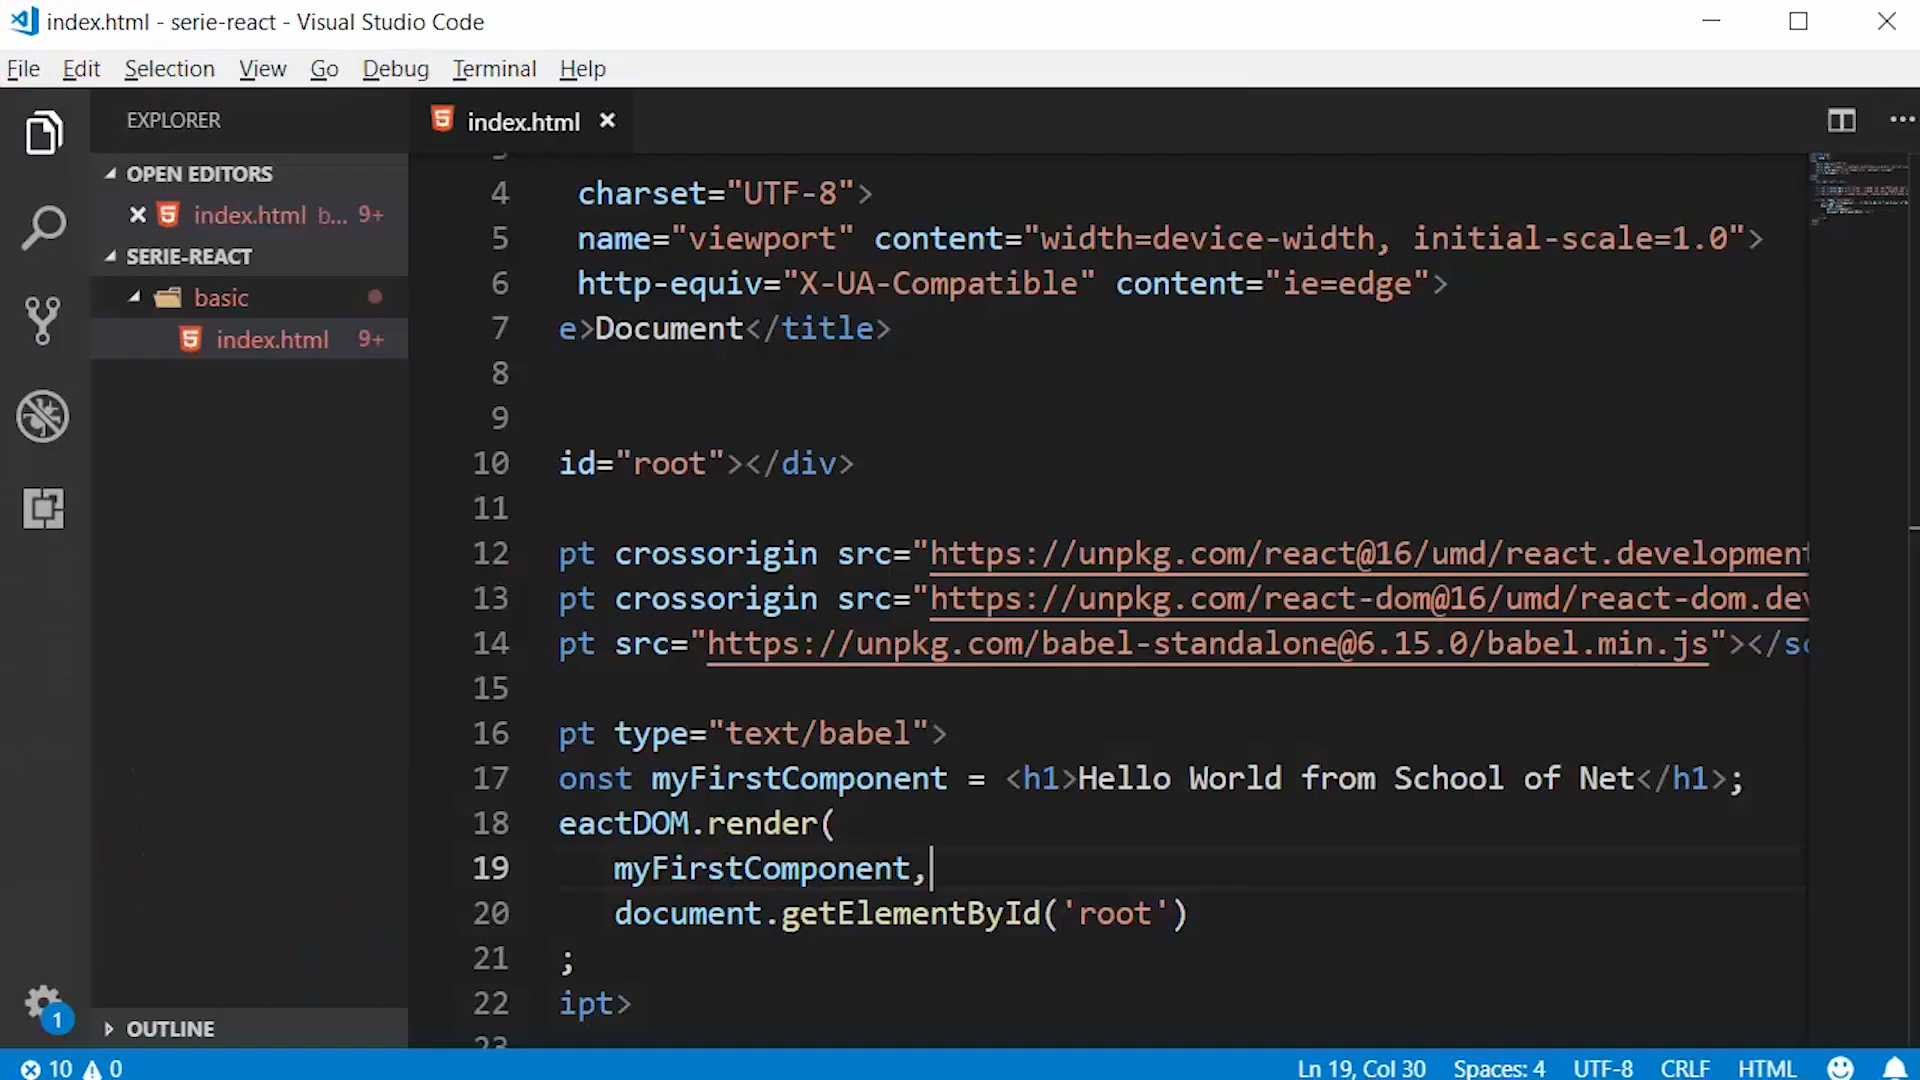 index.html - serie-react - Visual Studio Code
File Edit Selection View Go Debug Terminal Help
EXPLORER
index.html
OPEN EDITORS
index.html b... 9+
SERIE-REACT
basic
index.html 9+
4 charset="UTF-8">
5 name="viewport" content="width=device-width, initial-scale=1.0">
6 http-equiv="X-UA-Compatible" content="ie=edge">
7 e>Document</title>
8
9
10 id="root"></div>
11
12 pt crossorigin src="https://unpkg.com/react@16/umd/react.development
13 pt crossorigin src="https://unpkg.com/react-dom@16/umd/react-dom.dev
14 pt src="https://unpkg.com/babel-standalone@6.15.0/babel.min.js"></sc
15
16 pt type="text/babel">
17 onst myFirstComponent = <h1>Hello World from School of Net</h1>;
18 eactDOM.render(
19 myFirstComponent,
20 document.getElementById('root')
21 ;
22 ipt>
23
1
OUTLINE
10 0
Ln 19, Col 30 Spaces: 4 UTF-8 CRLF HTML